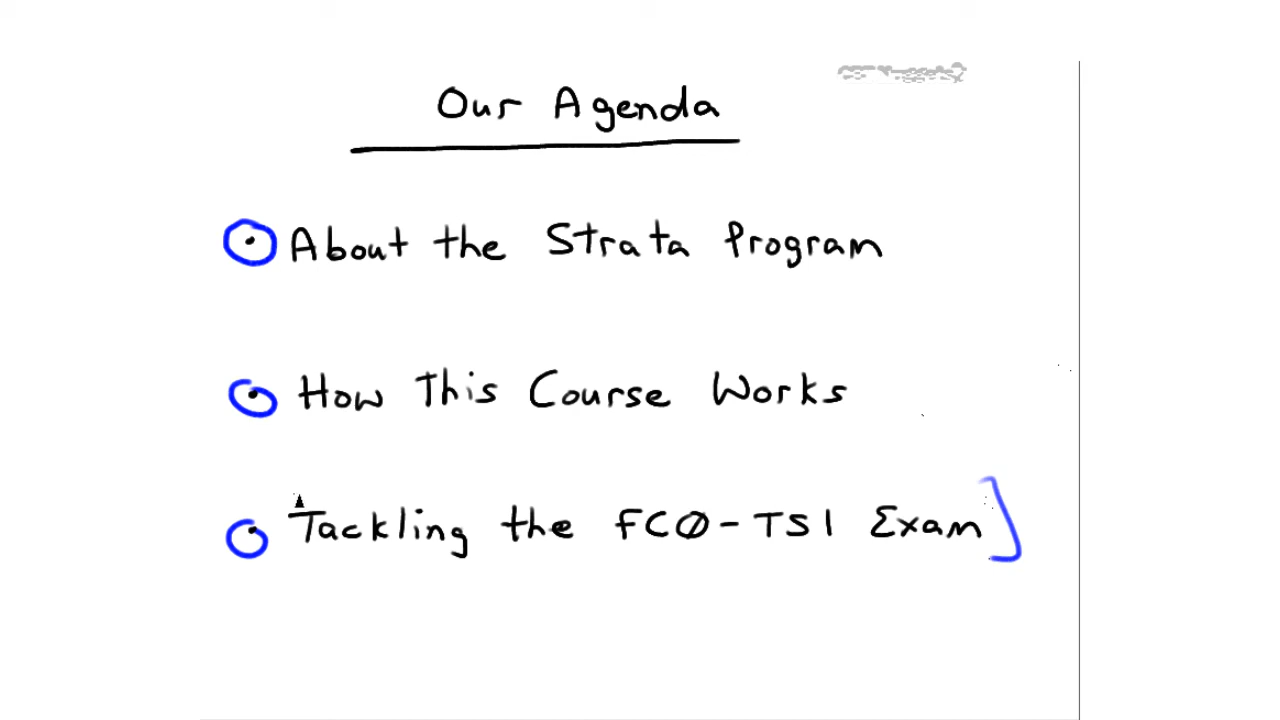 Our Agenda
About the Strata Program
How This Course Works
Tackling the FC0-TS1 Exam